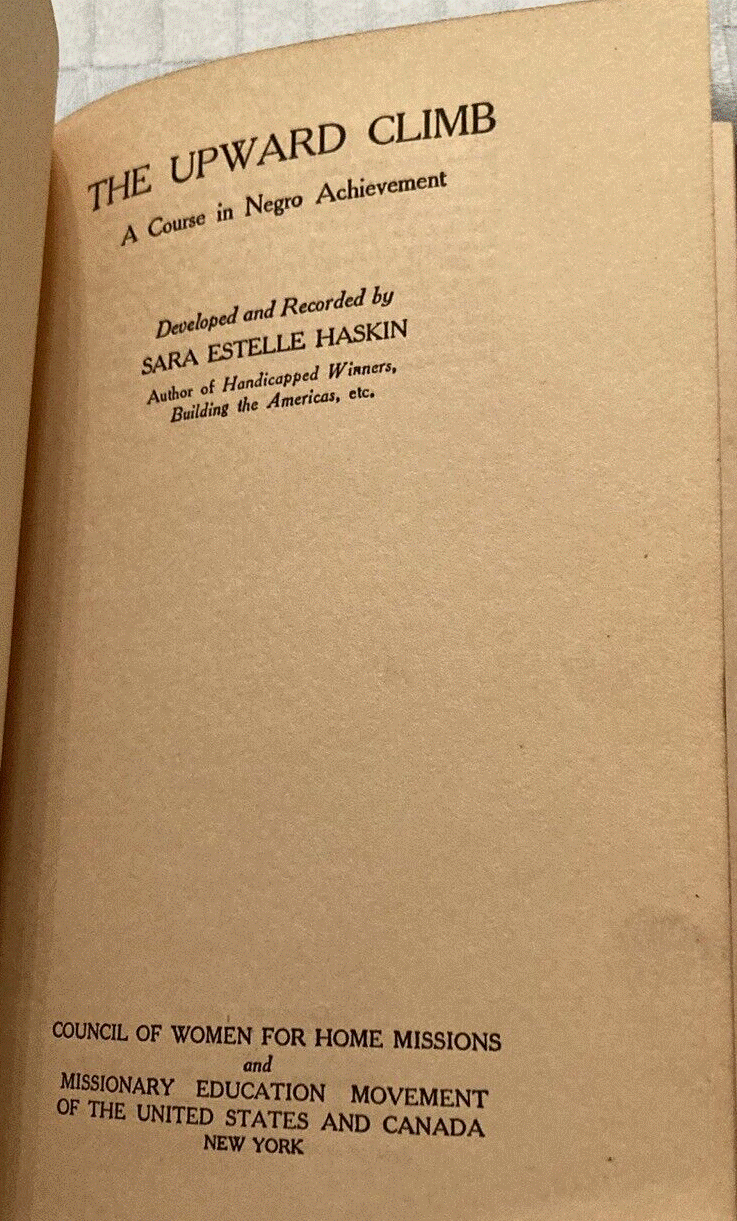 THE UPWARD CLIMB
A Course in Negro Achievement
Developed and Recorded by
SARA ESTELLE HASKIN
Author of Handicapped Winners,
Building the Americas, etc.
COUNCIL OF WOMEN FOR HOME MISSIONS
and
MISSIONARY EDUCATION MOVEMENT
OF THE UNITED STATES AND CANADA
NEW YORK